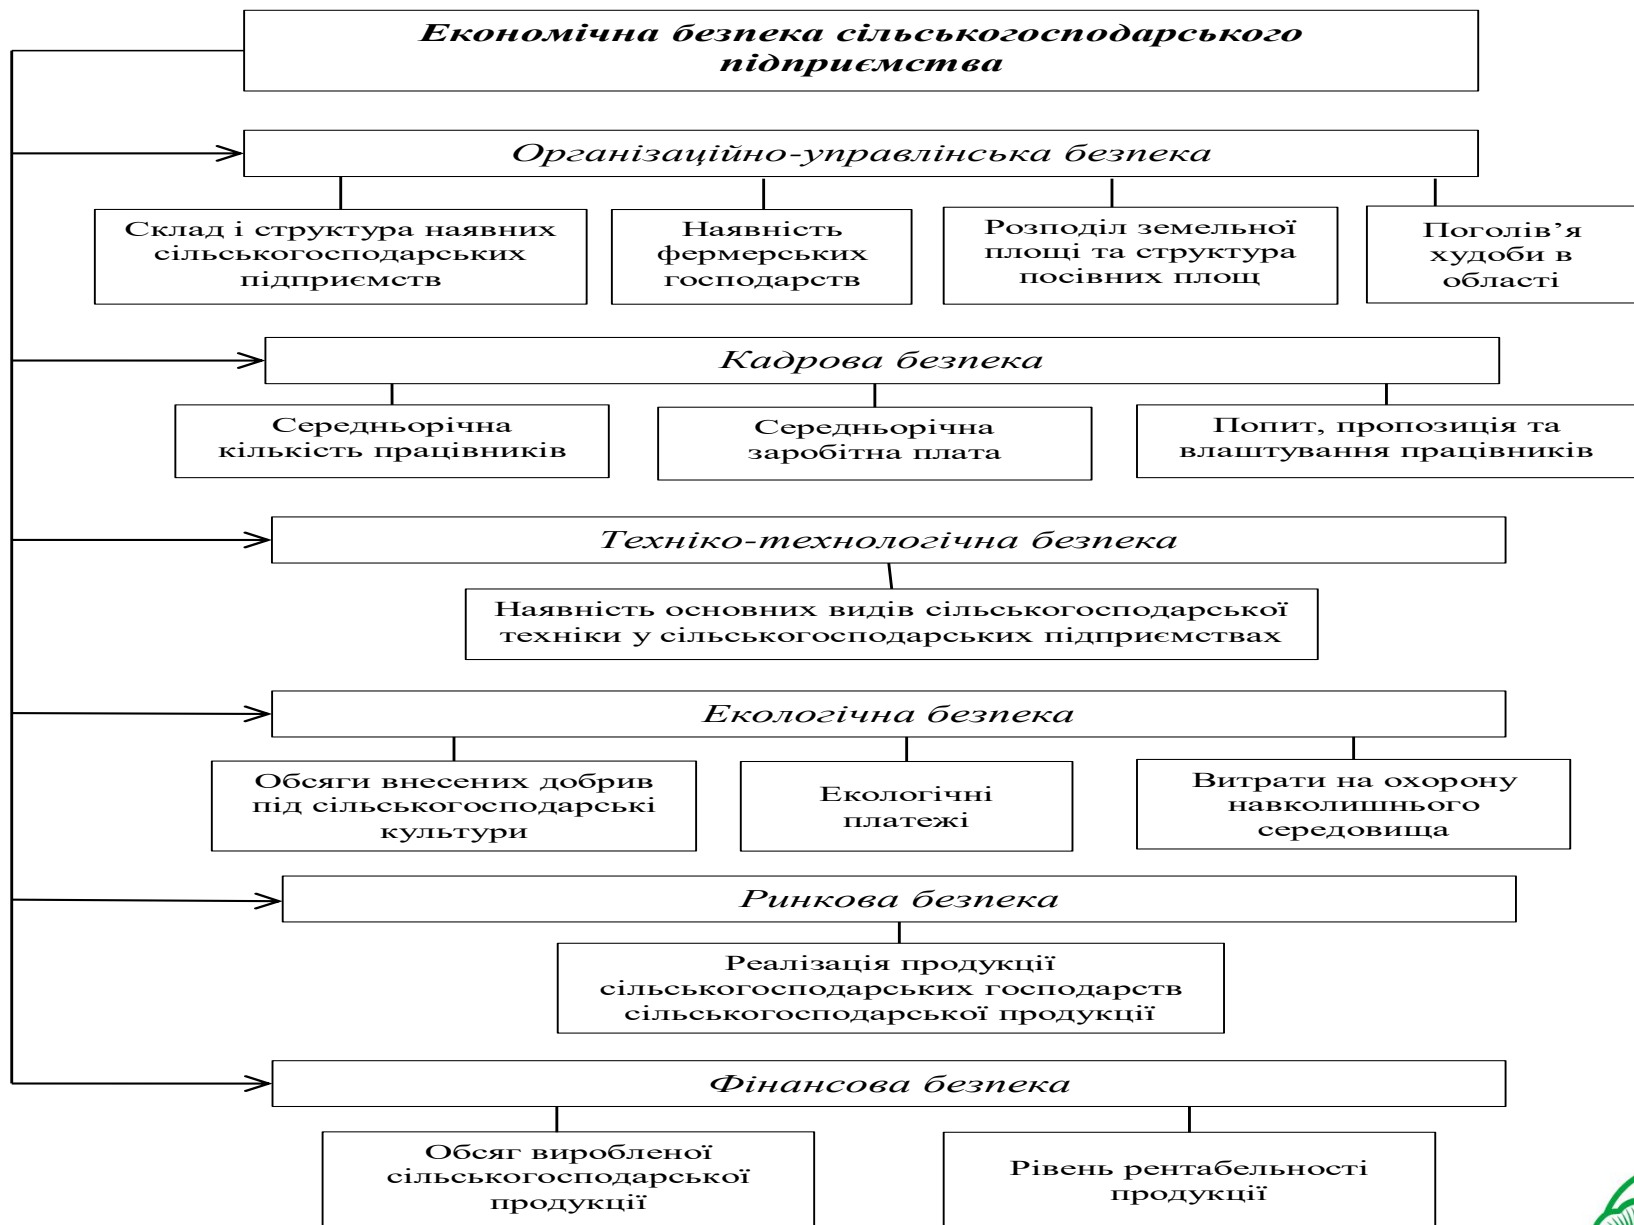 Економічна безпека сільськогосподарського
підприємства
Організаційно-управлінська безпека
Склад і структура наявних
сільськогосподарських
підприємств
Наявність
фермерських
господарств
Розподіл земельної
площі та структура
посівних площ
Поголів’я
худоби в
області
Кадрова безпека
Середньорічна
кількість працівників
Середньорічна
заробітна плата
Попит, пропозиція та
влаштування працівників
Техніко-технологічна безпека
Наявність основних видів сільськогосподарської
техніки у сільськогосподарських підприємствах
Екологічна безпека
Обсяги внесених добрив
під сільськогосподарські
культури
Екологічні
платежі
Витрати на охорону
навколишнього
середовища
Ринкова безпека
Реалізація продукції
сільськогосподарських господарств
сільськогосподарської продукції
Фінансова безпека
Обсяг виробленої
сільськогосподарської
продукції
Рівень рентабельності
продукції